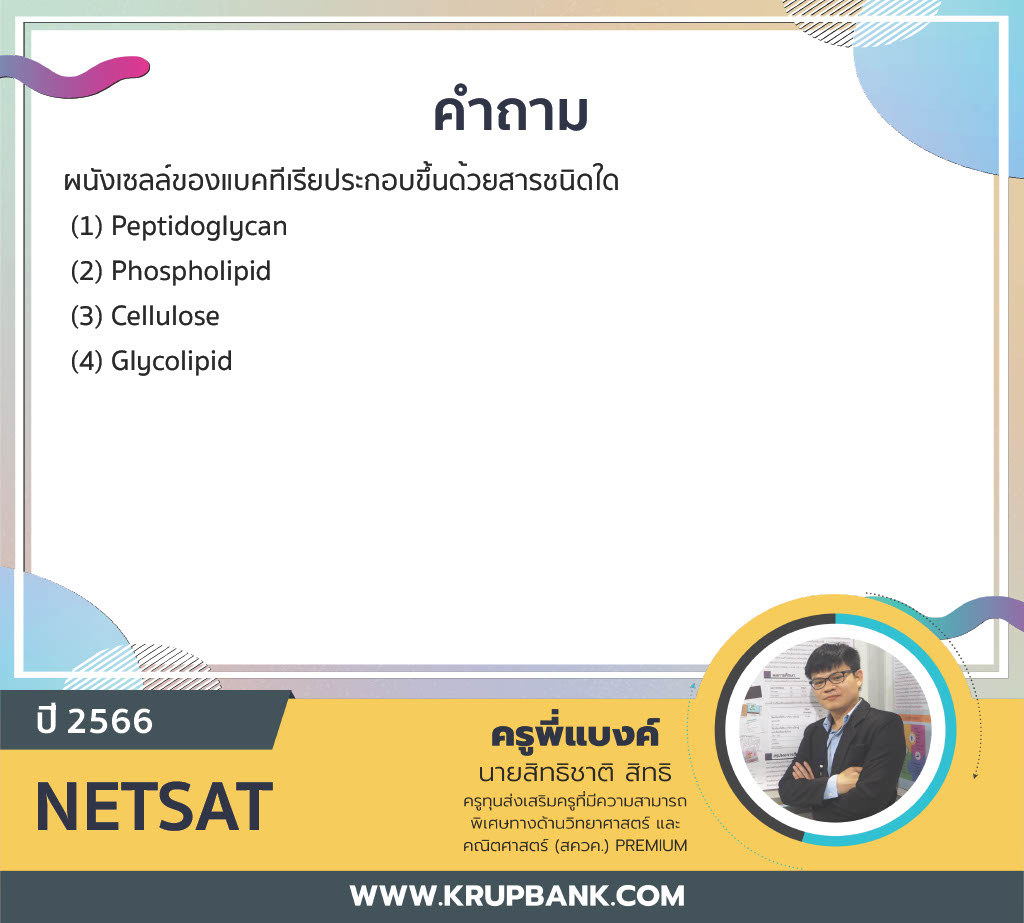 คำถาม
ผนังเซลล์ของแบคทีเรียประกอบขึ้นด้วยสารชนิดใด
(1) Peptidoglycan
(2) Phospholipid
(3) Cellulose
(4) Glycolipid
ปี 2566
NETSAT
ครูพี่แบงค์
นายสิทธิชาติ สิทธิ
ครูทุนส่งเสริมครูที่มีความสามารถ
พิเศษทางด้านวิทยาศาสตร์ และ
คณิตศาสตร์ (สควค.) PREMIUM
WWW.KRUPBANK.COM